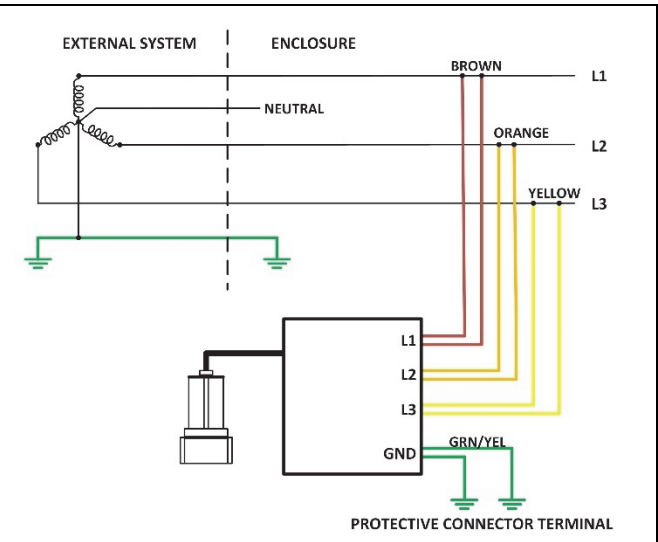 EXTERNAL SYSTEM
ENCLOSURE
BROWN
L1
NEUTRAL
ORANGE
L2
YELLOW
L3
L1
L2
L3
GND
GRN/YEL
PROTECTIVE CONNECTOR TERMINAL